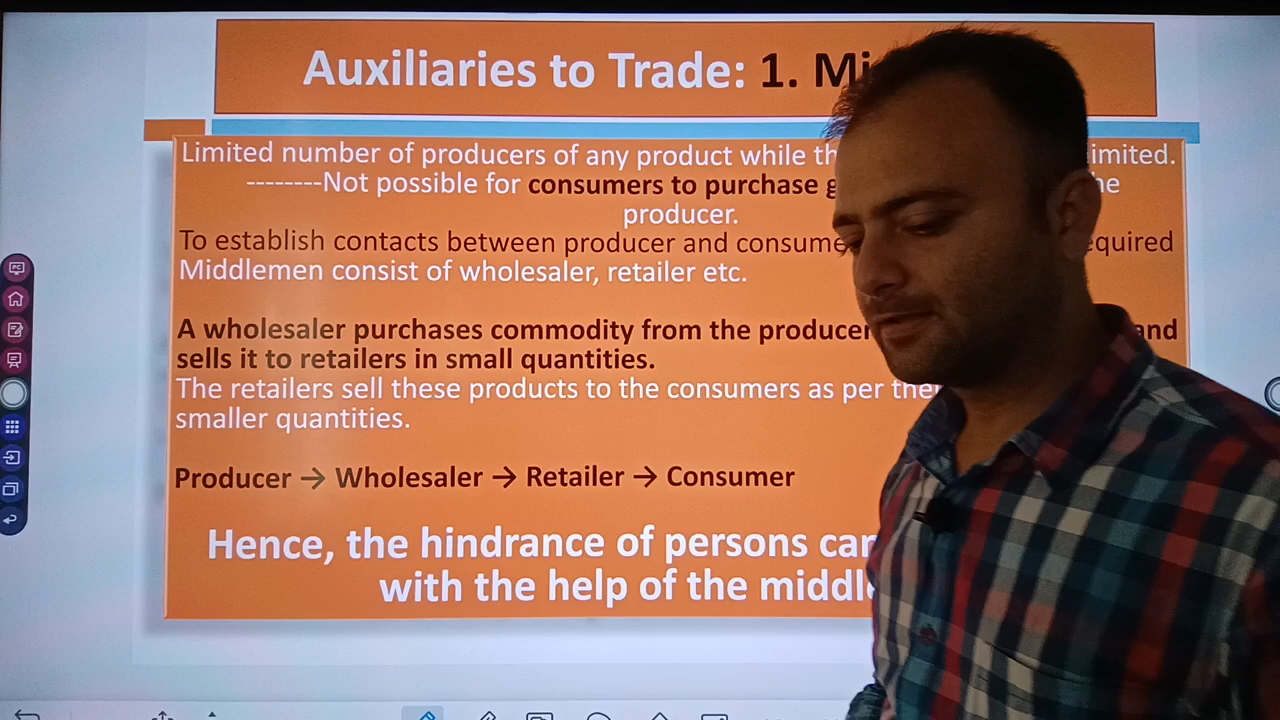 Auxiliaries to Trade: 1. Mi
Limited number of producers of any product while th imited.
--------Not possible for consumers to purchase g he
producer.
To establish contacts between producer and consume equired
Middlemen consist of wholesaler, retailer etc.
A wholesaler purchases commodity from the producer and
sells it to retailers in small quantities.
The retailers sell these products to the consumers as per thei
smaller quantities.
Producer → Wholesaler → Retailer → Consumer
Hence, the hindrance of persons can
with the help of the middle